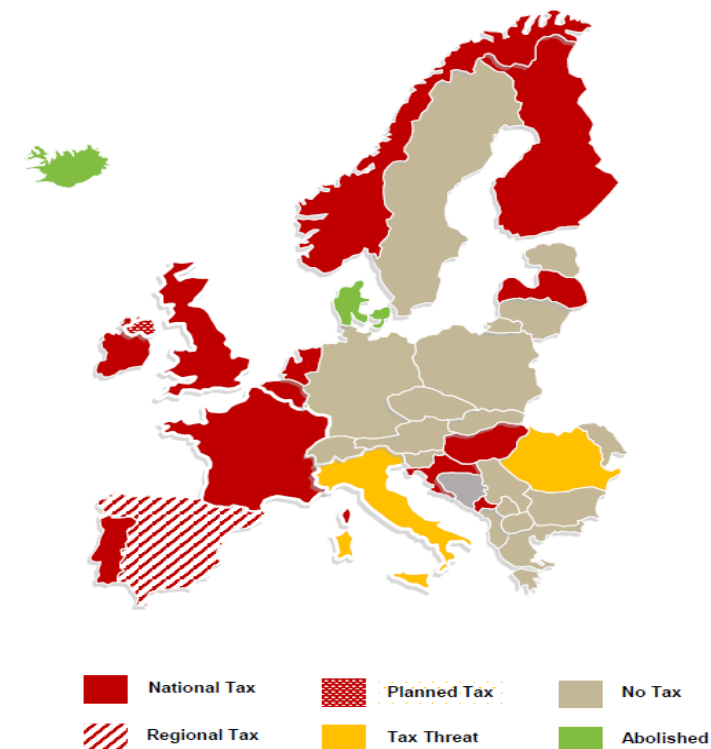 National Tax
Planned Tax
No Tax
Regional Tax
Tax Threat
Abolished